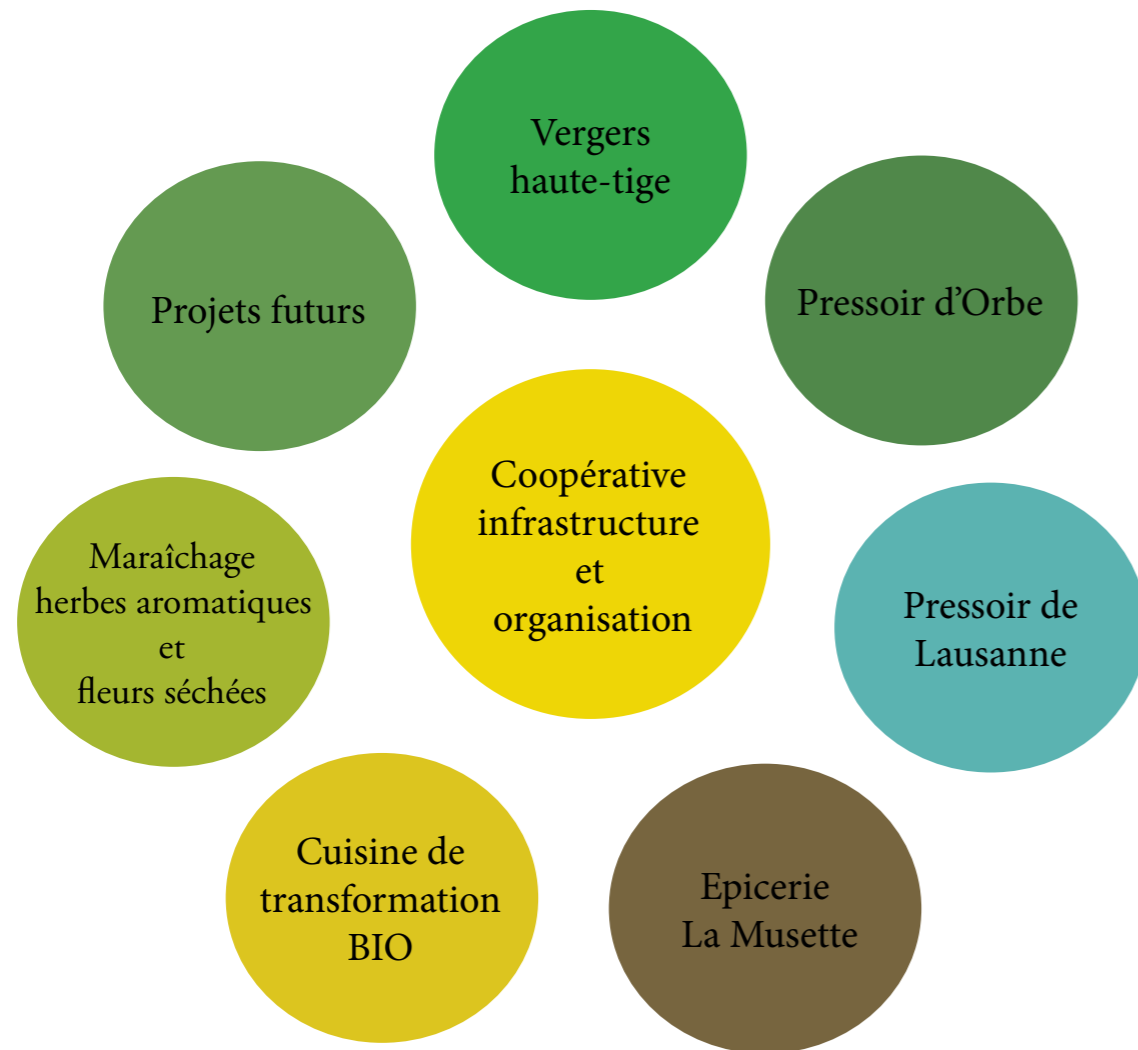 Vergers
haute-tige
Projets futurs
Pressoir d’Orbe
Coopérative
infrastructure
et
organisation
Maraîchage
herbes aromatiques
et
fleurs séchées
Pressoir de
Lausanne
Cuisine de
transformation
BIO
Epicerie
La Musette